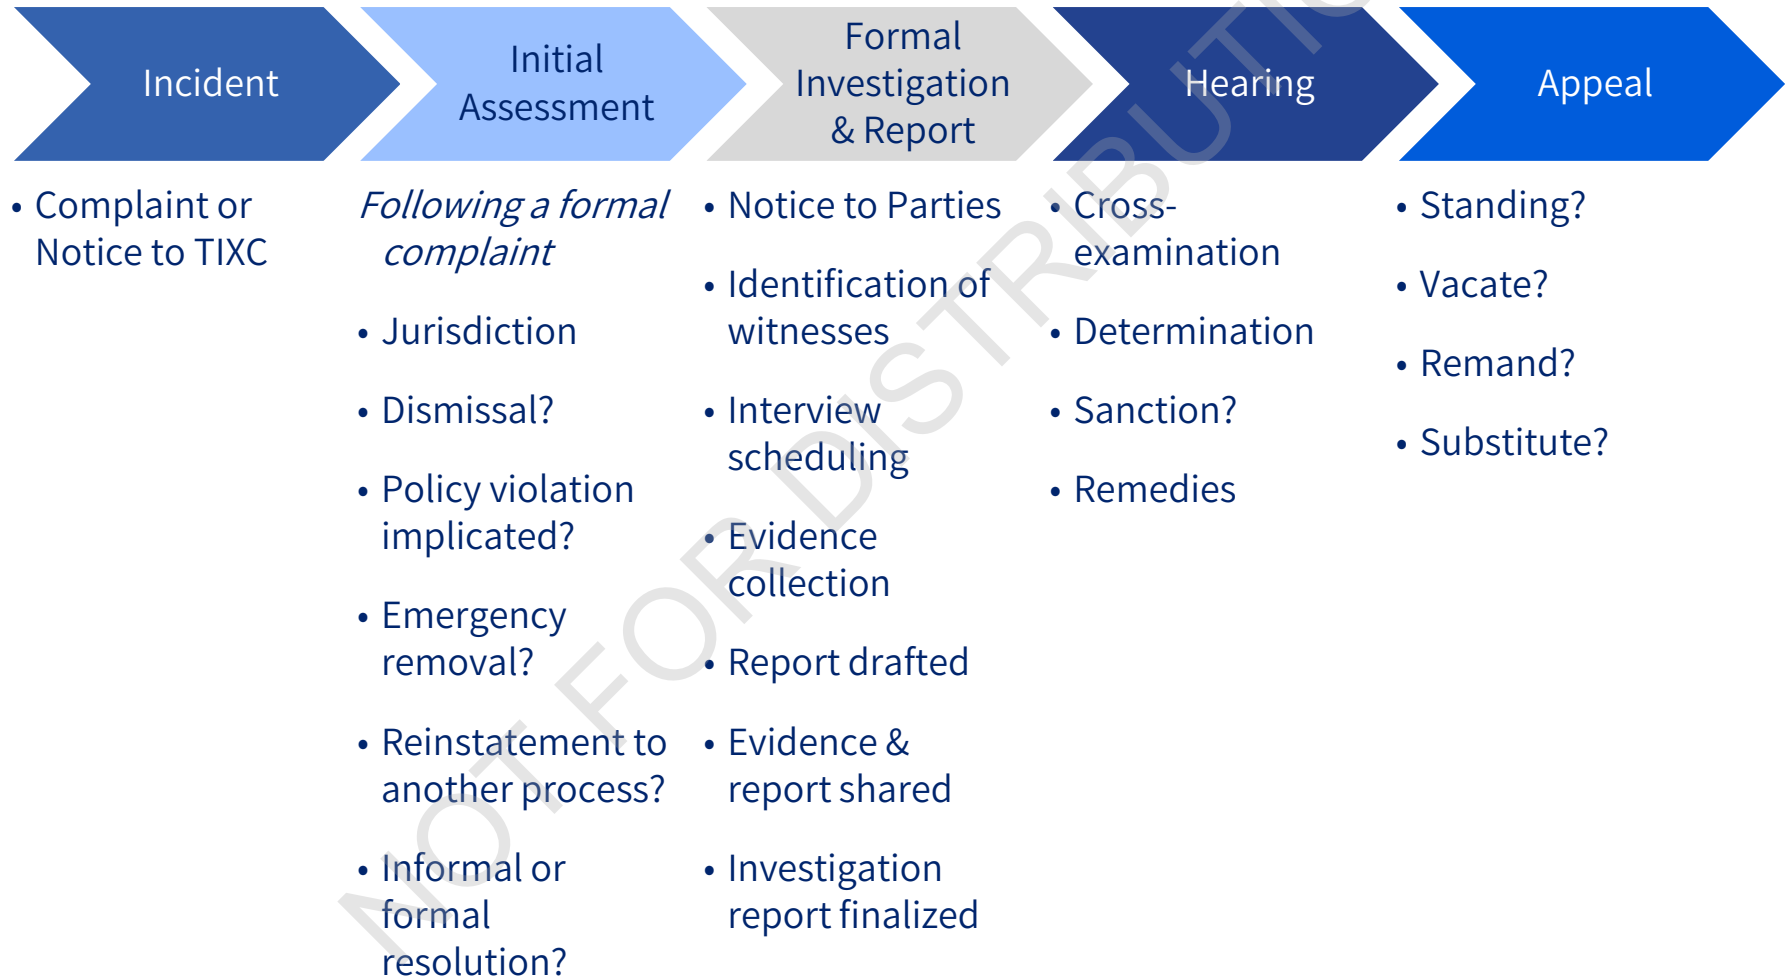 Incident
Initial
Assessment
Formal
Investigation
& Report
Hearing
Appeal
• Complaint or
Notice to TIXC
Following a formal
complaint
• Jurisdiction
• Dismissal?
• Policy violation
implicated?
• Emergency
removal?
• Reinstatement to
another process?
• Informal or
formal
resolution?
• Notice to Parties
• Identification of
witnesses
• Interview
scheduling
• Evidence
collection
• Report drafted
• Evidence &
report shared
• Investigation
report finalized
• Cross-
examination
• Determination
• Sanction?
• Remedies
• Standing?
• Vacate?
• Remand?
• Substitute?
NOT FOR DISTRIBUTIO